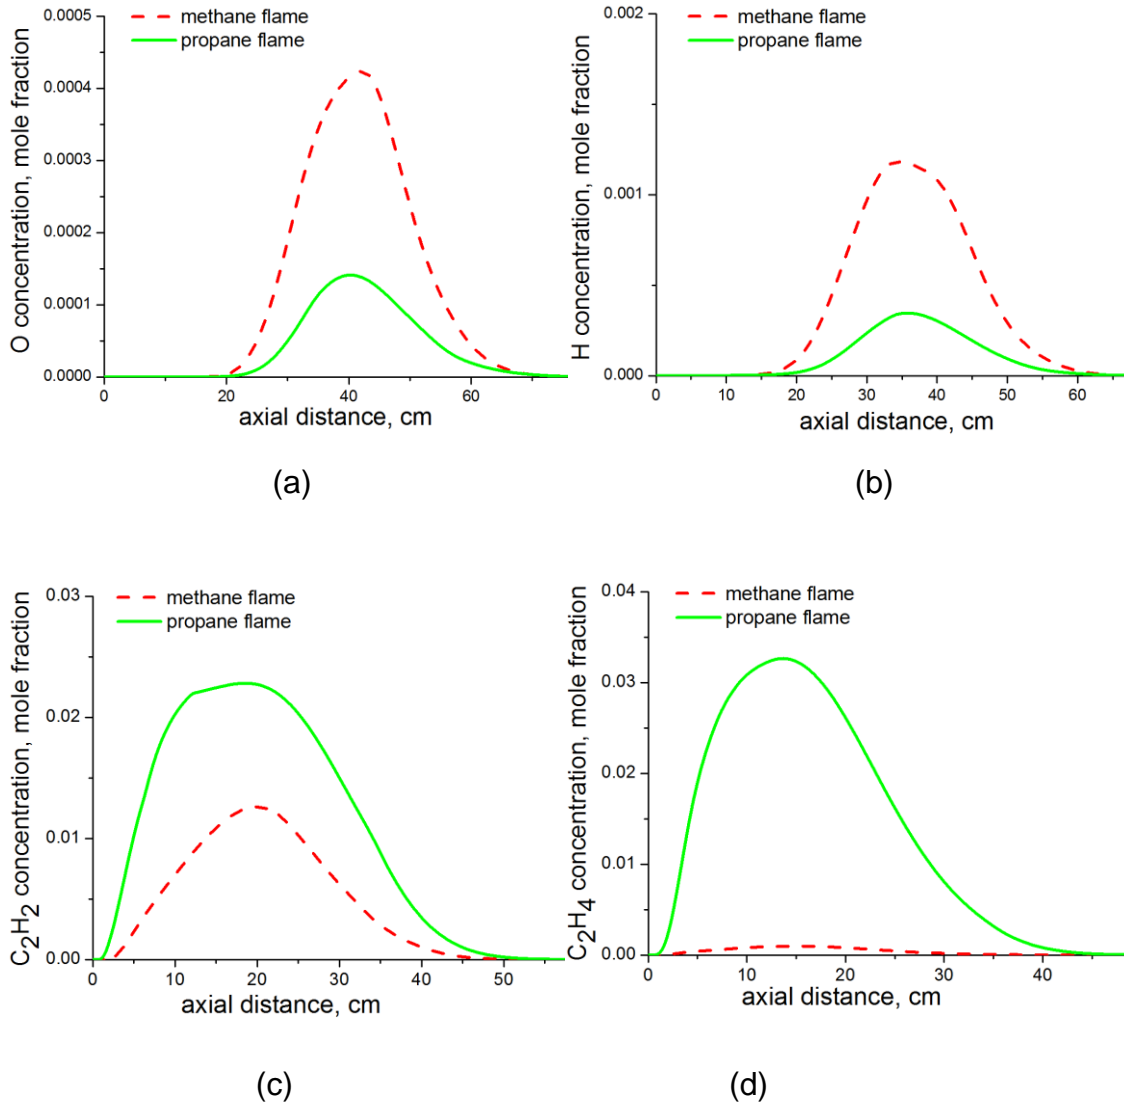 methane flame
propane flame
O concentration, mole fraction
0.0005
0.0004
0.0003
0.0002
0.0001
0.0000
0 20 40 60
axial distance, cm
(a)
methane flame
propane flame
H concentration, mole fraction
0.002
0.001
0.000
0 10 20 30 40 50 60
axial distance, cm
(b)
methane flame
propane flame
C2H2 concentration, mole fraction
0.03
0.02
0.01
0.00
0 10 20 30 40 50
axial distance, cm
(c)
methane flame
propane flame
C2H4 concentration, mole fraction
0.04
0.03
0.02
0.01
0.00
0 10 20 30 40
axial distance, cm
(d)